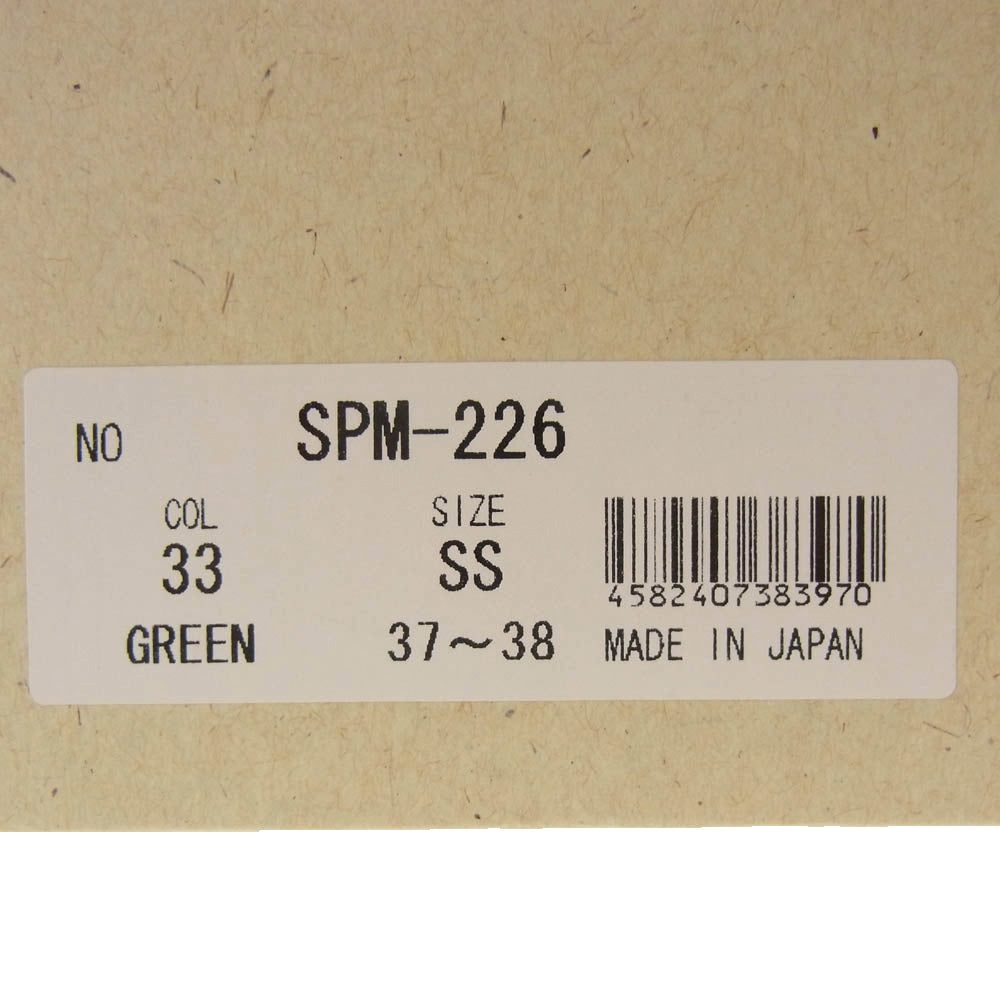 NO SPM-226
COL SIZE
33 SS
4582407383970
GREEN 37～38 MADE IN JAPAN